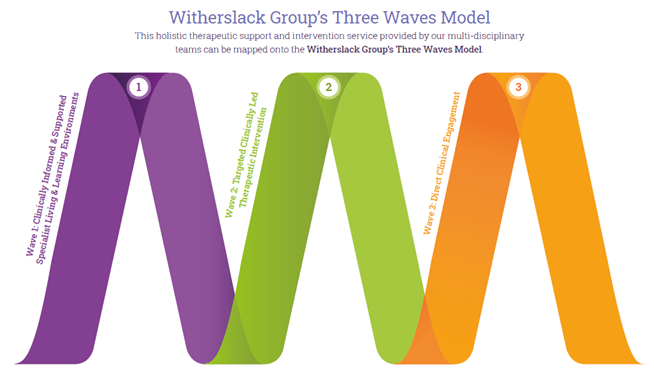 Witherslack Group's Three Waves Model
This holistic therapeutic support and intervention service provided by our multi-disciplinary
teams can be mapped onto the Witherslack Group's Three Waves Model.
1
Wave 1: Clinically Informed & Supported
Specialist Living & Learning Environments
2
Wave 2: Targeted Clinically Led
Therapeutic Intervention
3
Wave 3: Direct Clinical Engagement